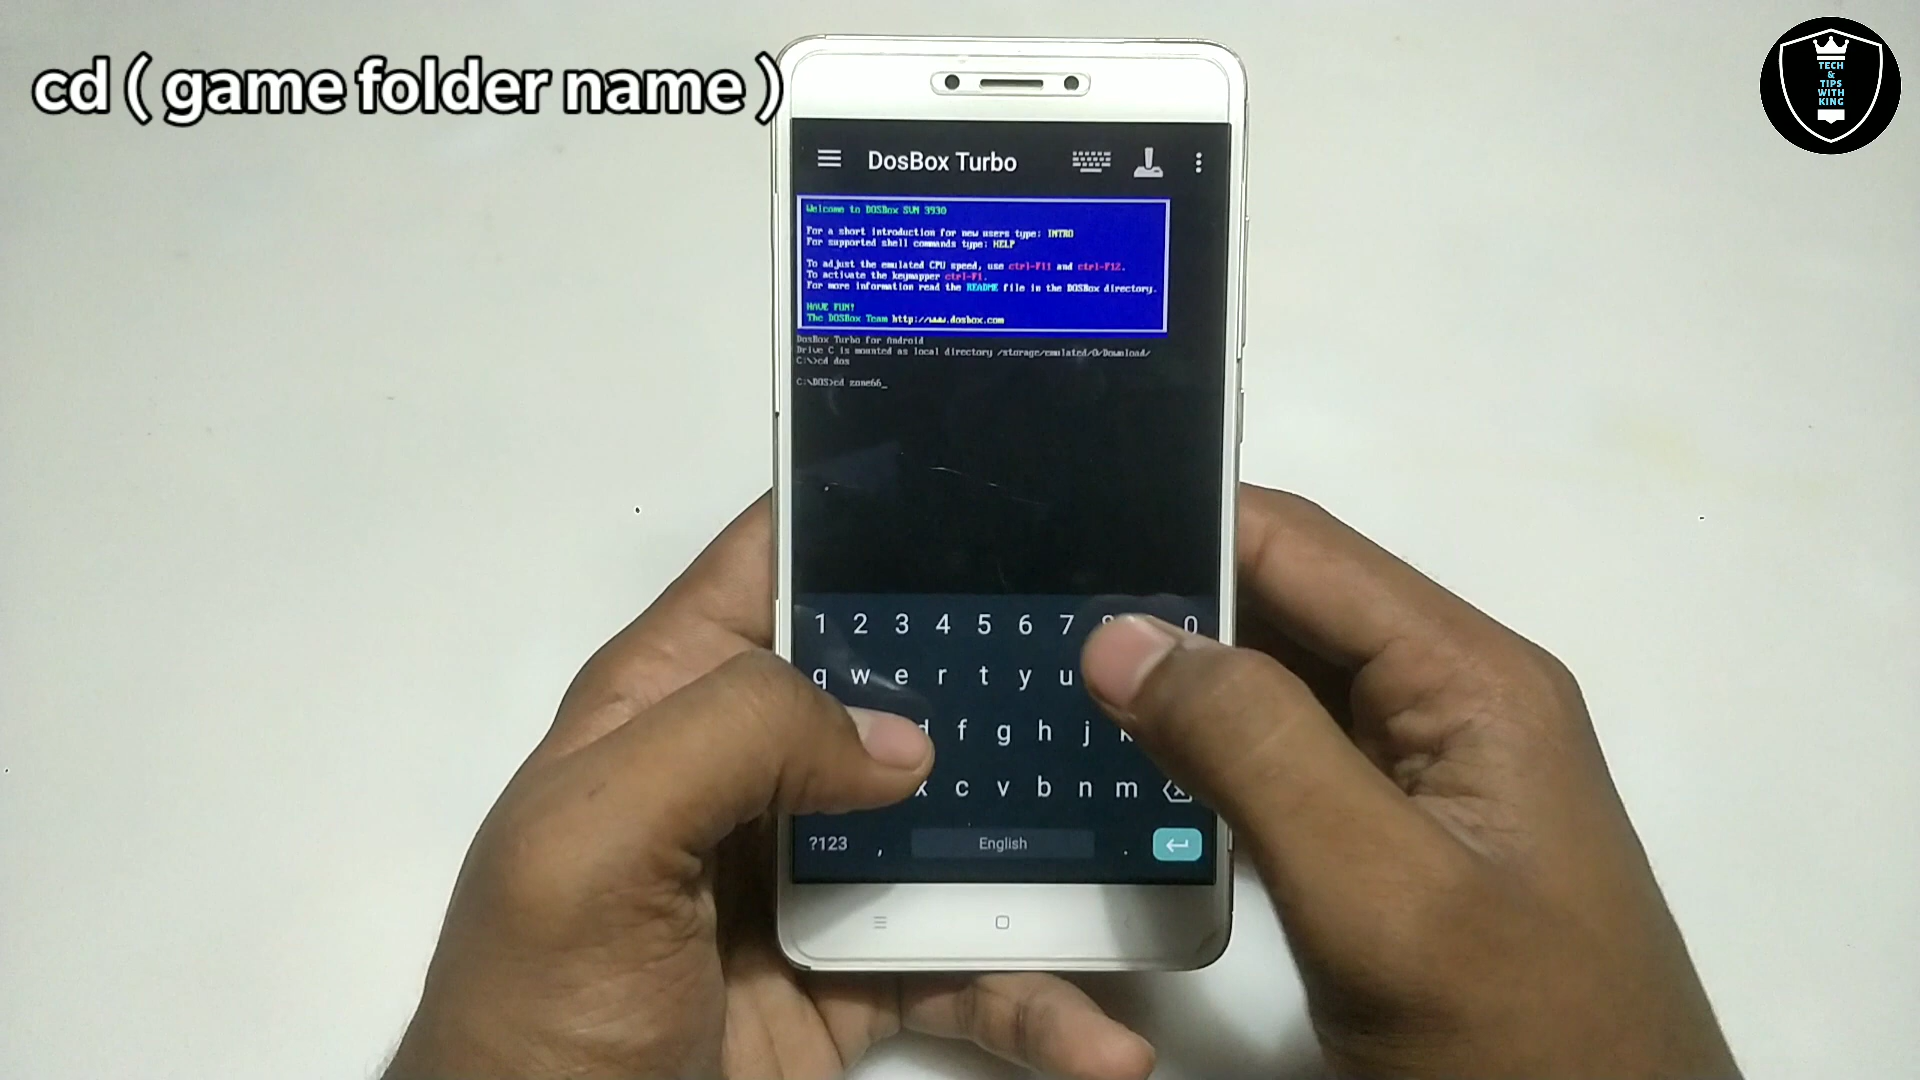 cd ( game folder name )
TECH
&
TIPS
WITH
KING
DosBox Turbo
Welcome to DOSBox SVN 3930
For a short introduction for new users type: INTRO
For supported shell commands type: HELP
To adjust the emulated CPU speed, use ctrl-F11 and ctrl-F12.
To activate the keymapper ctrl-F1.
For more information read the README file in the DOSBox directory.
HAVE FUN!
The DOSBox Team http://www.dosbox.com
DosBox Turbo for Android
Drive C is mounted as local directory /storage/emulated/0/Download/
C:\>cd dos
C:\DOS>cd zone66_
1 2 3 4 5 6 7 0
q w e r t y u
d f g h j k
x c v b n m
?123 , English .